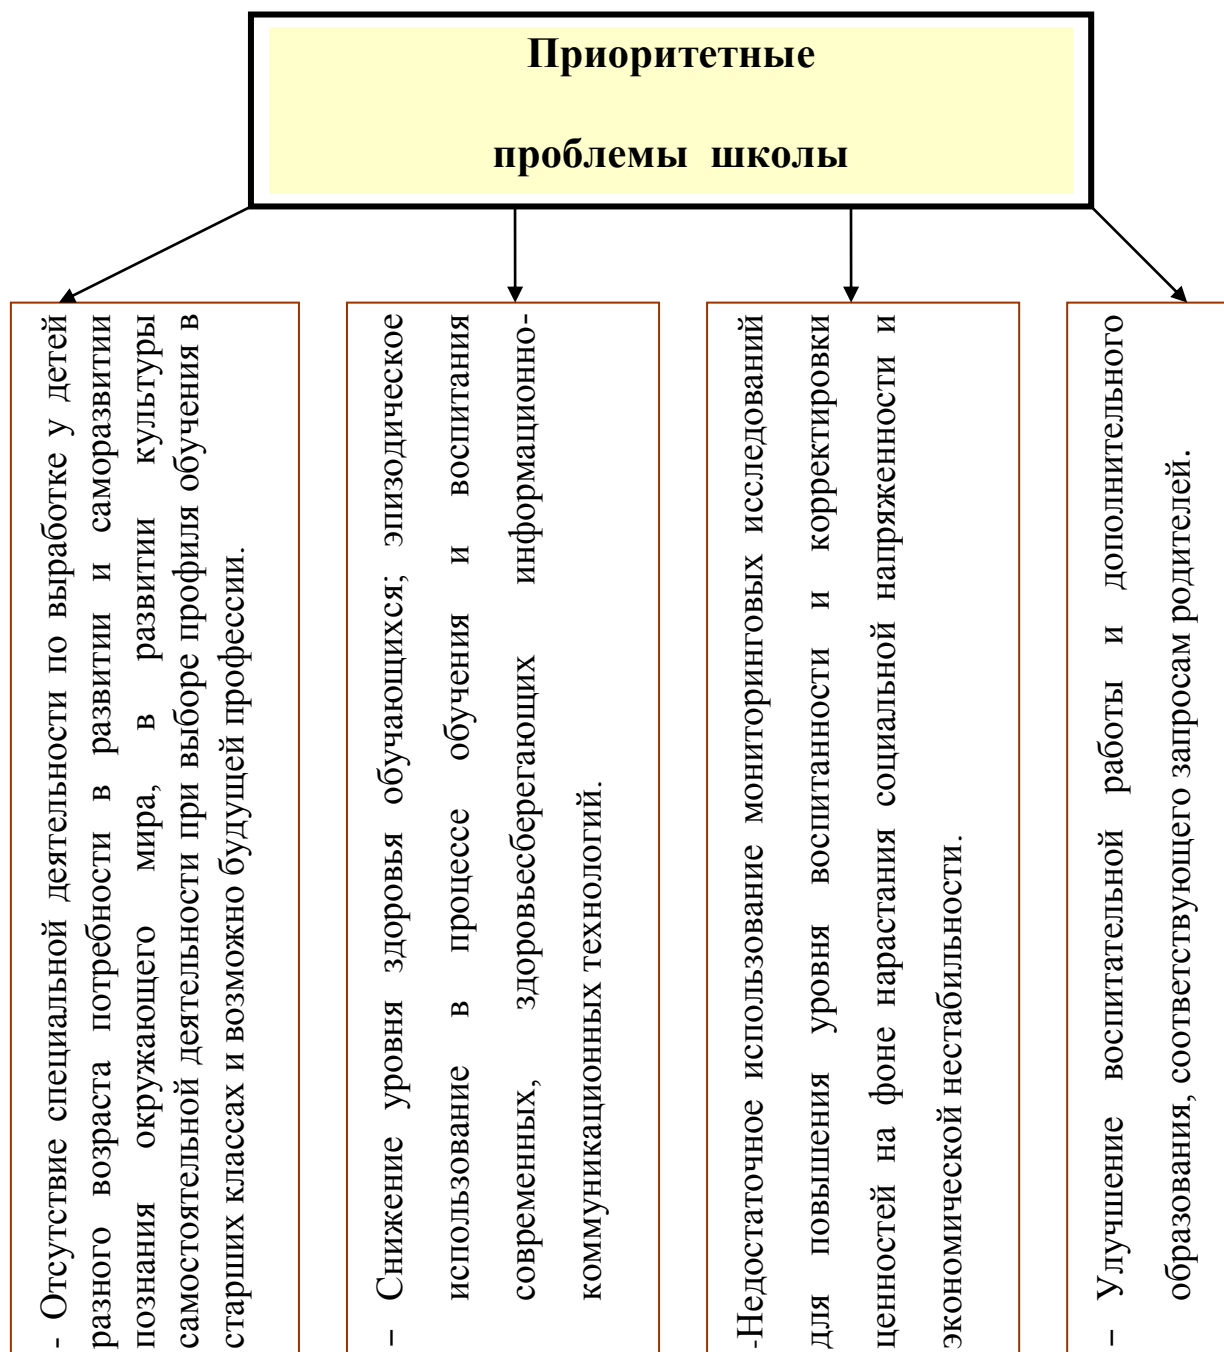 Приоритетные
проблемы школы
- Отсутствие специальной деятельности по выработке у детей
разного возраста потребности в развитии и саморазвитии
познания окружающего мира, в развитии культуры
самостоятельной деятельности при выборе профиля обучения в
старших классах и возможно будущей профессии.
– Снижение уровня здоровья обучающихся; эпизодическое
использование в процессе обучения и воспитания
современных, здоровьесберегающих информационно-
коммуникационных технологий.
-Недостаточное использование мониторинговых исследований
для повышения уровня воспитанности и корректировки
ценностей на фоне нарастания социальной напряженности и
экономической нестабильности.
– Улучшение воспитательной работы и дополнительного
образования, соответствующего запросам родителей.